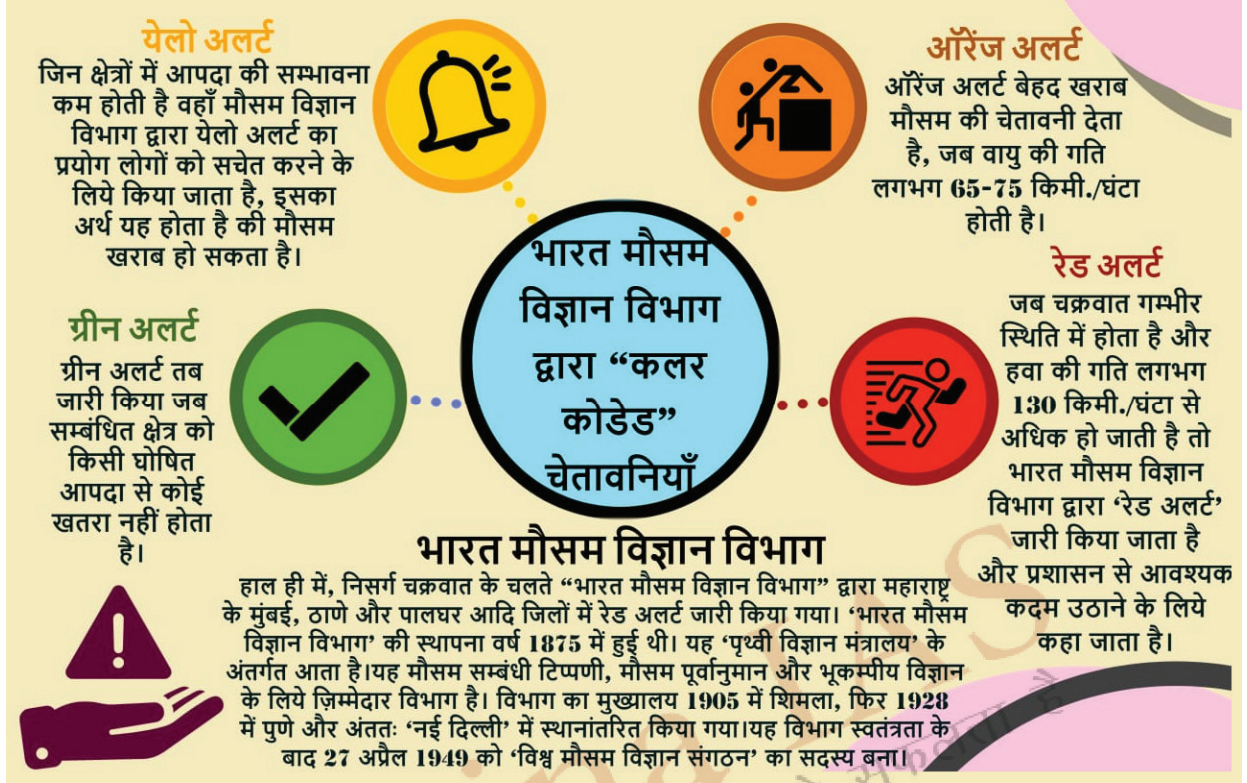 येलो अलर्ट
जिन क्षेत्रों में आपदा की सम्भावना
कम होती है वहाँ मौसम विज्ञान
विभाग द्वारा येलो अलर्ट का
प्रयोग लोगों को सचेत करने के
लिये किया जाता है, इसका
अर्थ यह होता है की मौसम
खराब हो सकता है।
ऑरेंज अलर्ट
ऑरेंज अलर्ट बेहद खराब
मौसम की चेतावनी देता
है, जब वायु की गति
लगभग 65-75 किमी./घंटा
होती है।
ग्रीन अलर्ट
ग्रीन अलर्ट तब
जारी किया जब
सम्बंधित क्षेत्र को
किसी घोषित
आपदा से कोई
खतरा नहीं होता
है।
भारत मौसम
विज्ञान विभाग
द्वारा “कलर
कोडेड”
चेतावनियाँ
रेड अलर्ट
जब चक्रवात गम्भीर
स्थिति में होता है और
हवा की गति लगभग
130 किमी./घंटा से
अधिक हो जाती है तो
भारत मौसम विज्ञान
विभाग द्वारा ‘रेड अलर्ट’
जारी किया जाता है
और प्रशासन से आवश्यक
कदम उठाने के लिये
कहा जाता है।
भारत मौसम विज्ञान विभाग
हाल ही में, निसर्ग चक्रवात के चलते “भारत मौसम विज्ञान विभाग” द्वारा महाराष्ट्र
के मुंबई, ठाणे और पालघर आदि जिलों में रेड अलर्ट जारी किया गया। ‘भारत मौसम
विज्ञान विभाग’ की स्थापना वर्ष 1875 में हुई थी। यह ‘पृथ्वी विज्ञान मंत्रालय’ के
अंतर्गत आता है।यह मौसम सम्बंधी टिप्पणी, मौसम पूर्वानुमान और भूकम्पीय विज्ञान
के लिये ज़िम्मेदार विभाग है। विभाग का मुख्यालय 1905 में शिमला, फिर 1928
में पुणे और अंततः ‘नई दिल्ली’ में स्थानांतरित किया गया।यह विभाग स्वतंत्रता के
बाद 27 अप्रैल 1949 को ‘विश्व मौसम विज्ञान संगठन’ का सदस्य बना।
IAS